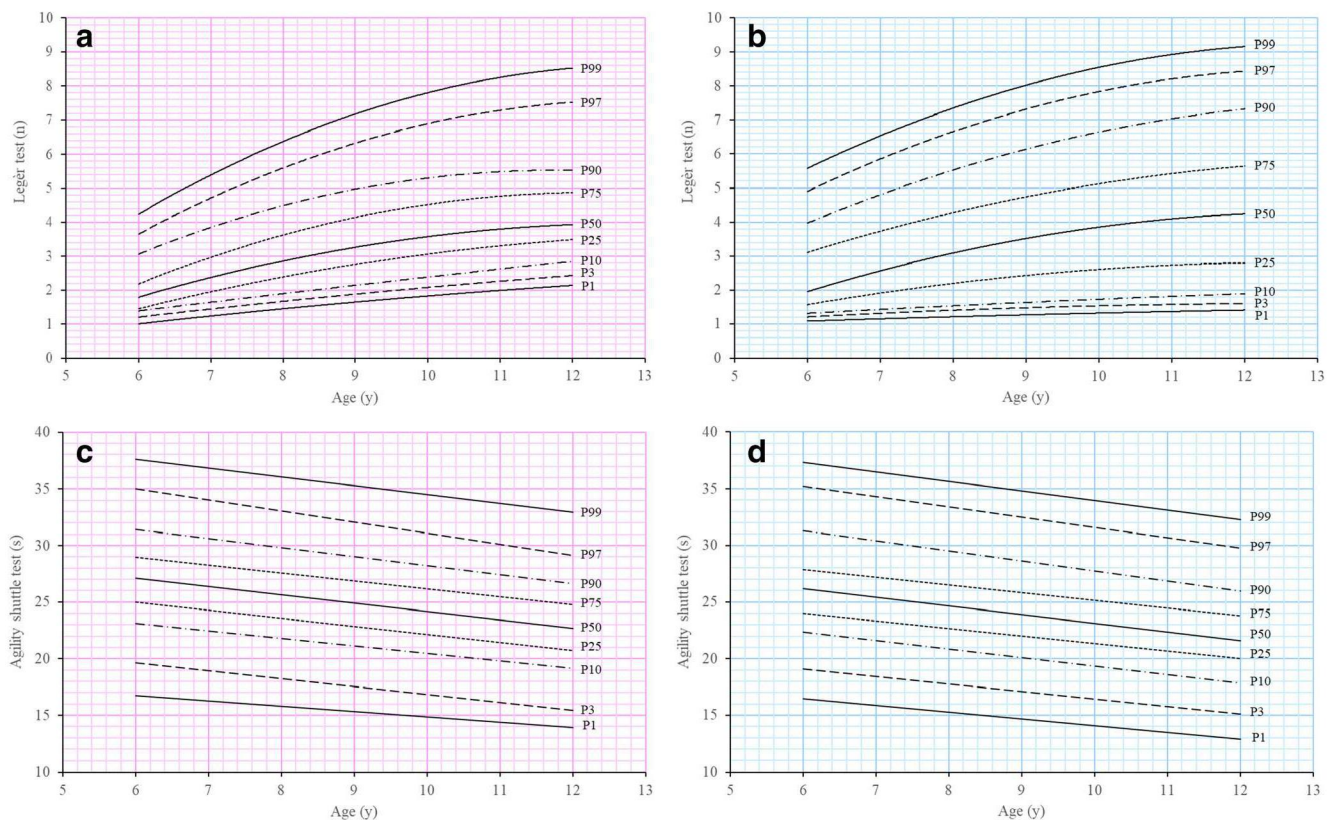 a
Legèr test (n)
10
9
8
7
6
5
4
3
2
1
0
P99
P97
P90
P75
P50
P25
P10
P3
P1
5 6 7 8 9 10 11 12 13
Age (y)
b
Legèr test (n)
10
9
8
7
6
5
4
3
2
1
0
P99
P97
P90
P75
P50
P25
P10
P3
P1
5 6 7 8 9 10 11 12 13
Age (y)
c
Agility shuttle test (s)
40
35
30
25
20
15
10
P99
P97
P90
P75
P50
P25
P10
P3
P1
5 6 7 8 9 10 11 12 13
Age (y)
d
Agility shuttle test (s)
40
35
30
25
20
15
10
P99
P97
P90
P75
P50
P25
P10
P3
P1
5 6 7 8 9 10 11 12 13
Age (y)